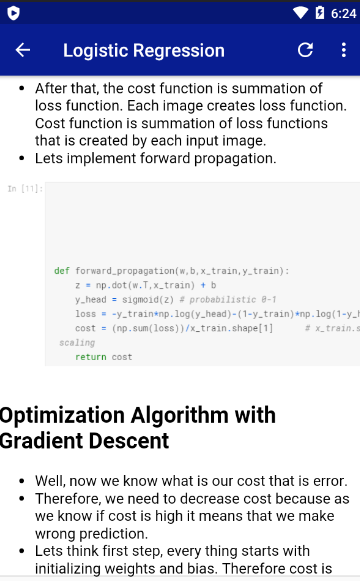 6:24
Logistic Regression
• After that, the cost function is summation of
loss function. Each image creates loss function.
Cost function is summation of loss functions
that is created by each input image.
• Lets implement forward propagation.
In [11]:
def forward_propagation(w,b,x_train,y_train):
z = np.dot(w.T,x_train) + b
y_head = sigmoid(z) # probabilistic 0-1
loss = -y_train*np.log(y_head)-(1-y_train)*np.log(1-y_h
cost = (np.sum(loss))/x_train.shape[1] # x_train.s
scaling
return cost
Optimization Algorithm with
Gradient Descent
• Well, now we know what is our cost that is error.
• Therefore, we need to decrease cost because as
we know if cost is high it means that we make
wrong prediction.
• Lets think first step, every thing starts with
initializing weights and bias. Therefore cost is